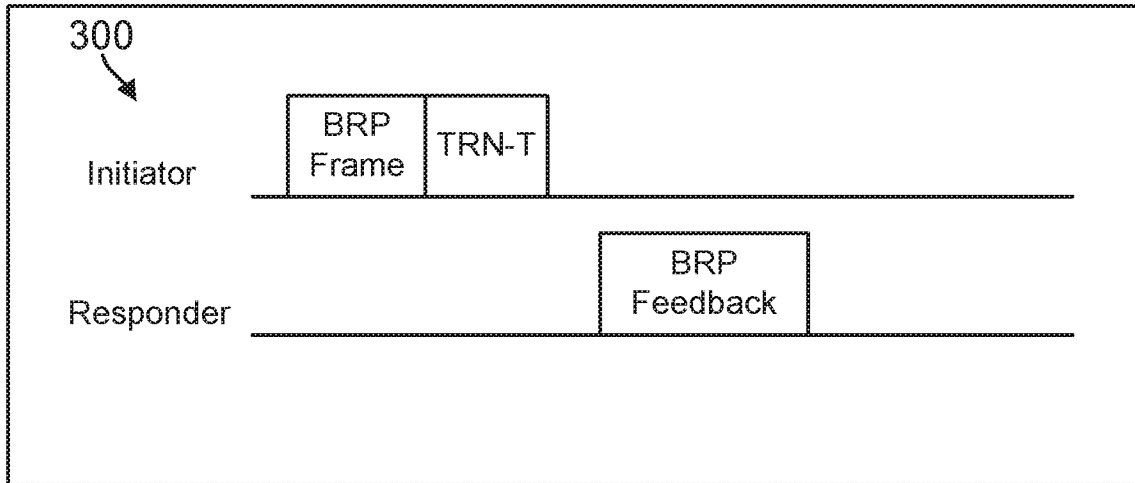 300
Initiator
BRP
Frame
TRN-T
Responder
BRP
Feedback